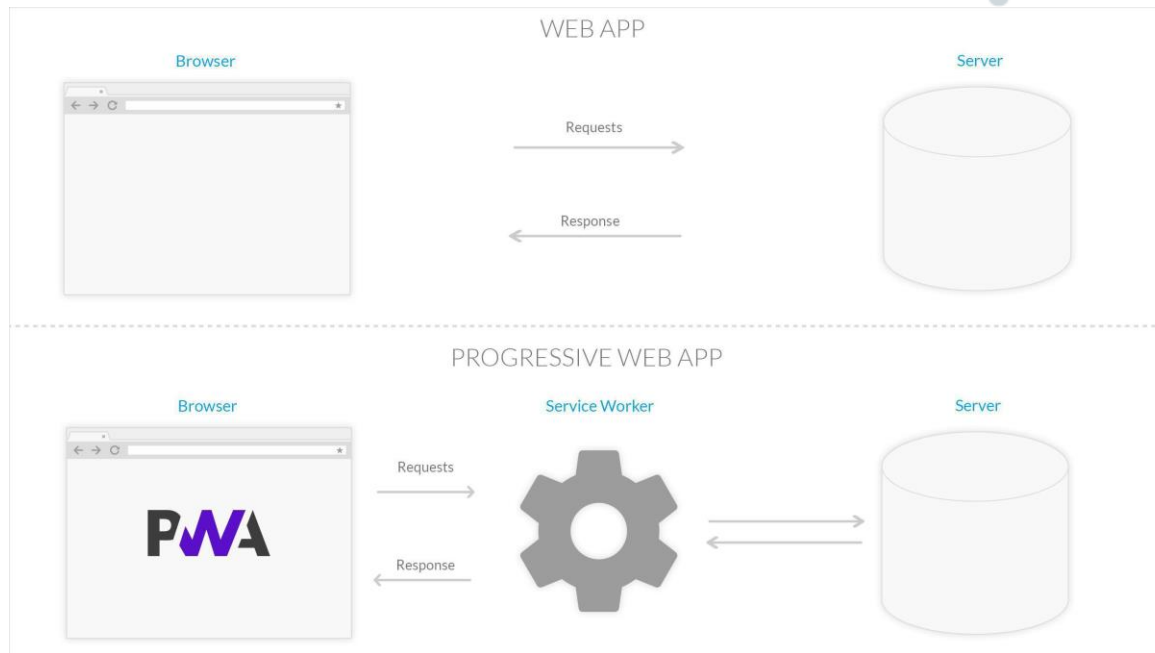 WEB APP
Browser
Server
Requests
Response
PROGRESSIVE WEB APP
Browser
Service Worker
Server
Requests
PWA
Response